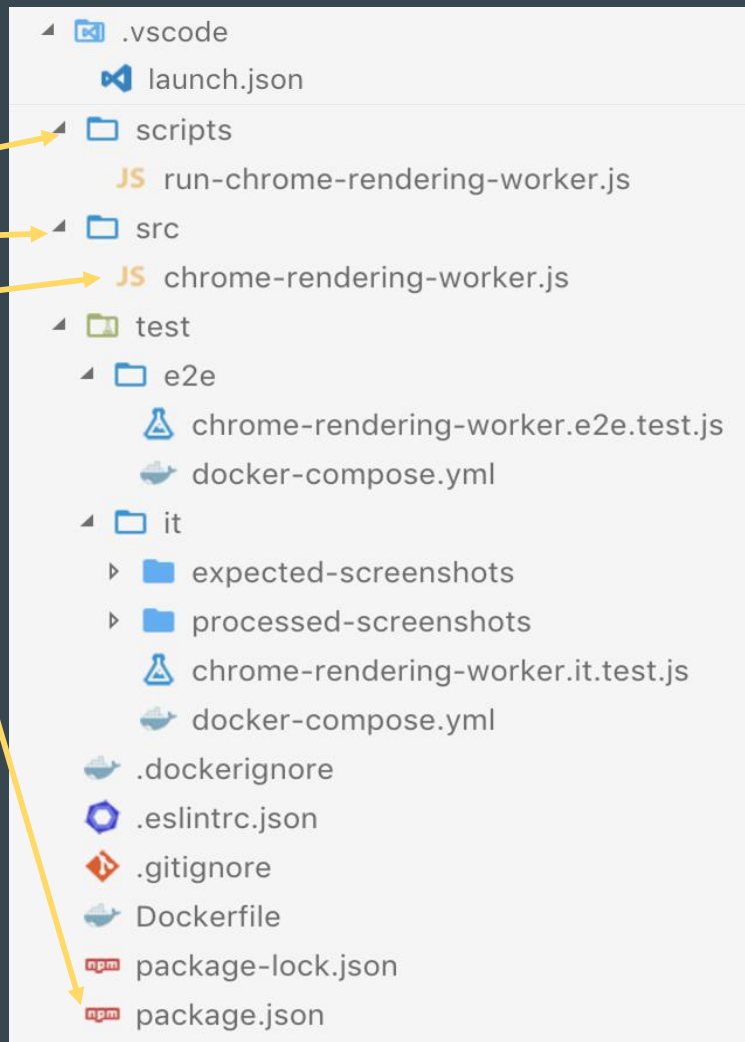 .vscode
launch.json
scripts
JS run-chrome-rendering-worker.js
src
JS chrome-rendering-worker.js
test
e2e
chrome-rendering-worker.e2e.test.js
docker-compose.yml
it
expected-screenshots
processed-screenshots
chrome-rendering-worker.it.test.js
docker-compose.yml
.dockerignore
.eslintrc.json
.gitignore
Dockerfile
npm package-lock.json
npm package.json